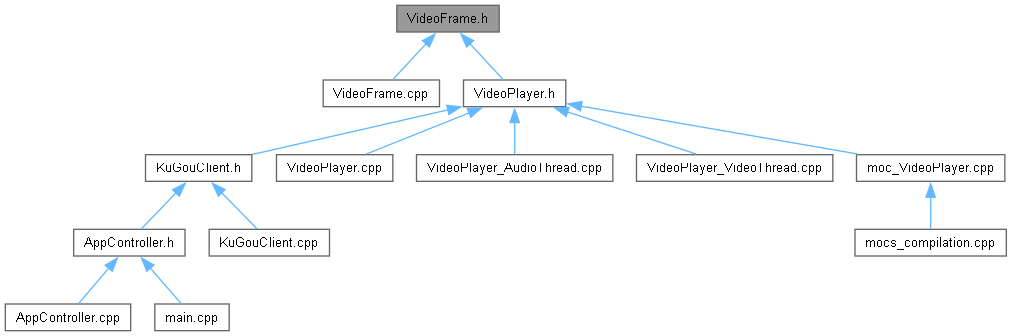 VideoFrame.h
VideoFrame.cpp
VideoPlayer.h
KuGouClient.h
VideoPlayer.cpp
VideoPlayer_AudioThread.cpp
VideoPlayer_VideoThread.cpp
moc_VideoPlayer.cpp
AppController.h
KuGouClient.cpp
mocs_compilation.cpp
AppController.cpp
main.cpp